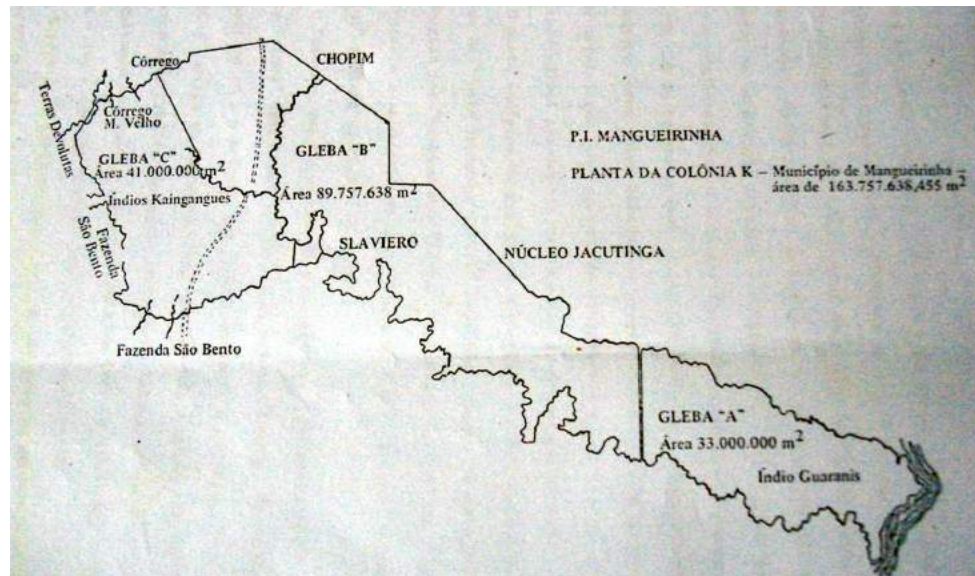 Córrego
CHOPIM
Terras Devolutas
Córrego
M. Velho
GLEBA "C"
Área 41.000.000 m²
Índios Kaingangues
GLEBA "B"
Área 89.757.638 m²
P.I. MANGUEIRINHA
PLANTA DA COLÔNIA K – Município de Mangueirinha –
área de 163.757.638,455 m²
Fazenda
São Bento
SLAVIERO
NÚCLEO JACUTINGA
Fazenda São Bento
GLEBA "A"
Área 33.000.000 m²
Índio Guaranis